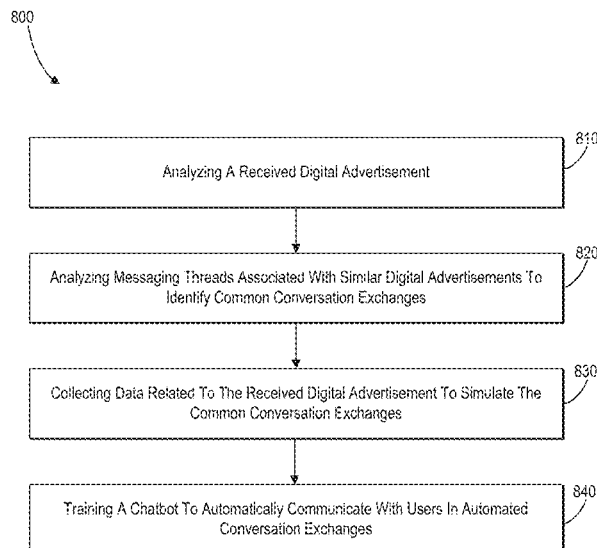 800
810
Analyzing A Received Digital Advertisement
820
Analyzing Messaging Threads Associated With Similar Digital Advertisements To
Identify Common Conversation Exchanges
830
Collecting Data Related To The Received Digital Advertisement To Simulate The
Common Conversation Exchanges
840
Training A Chatbot To Automatically Communicate With Users In Automated
Conversation Exchanges